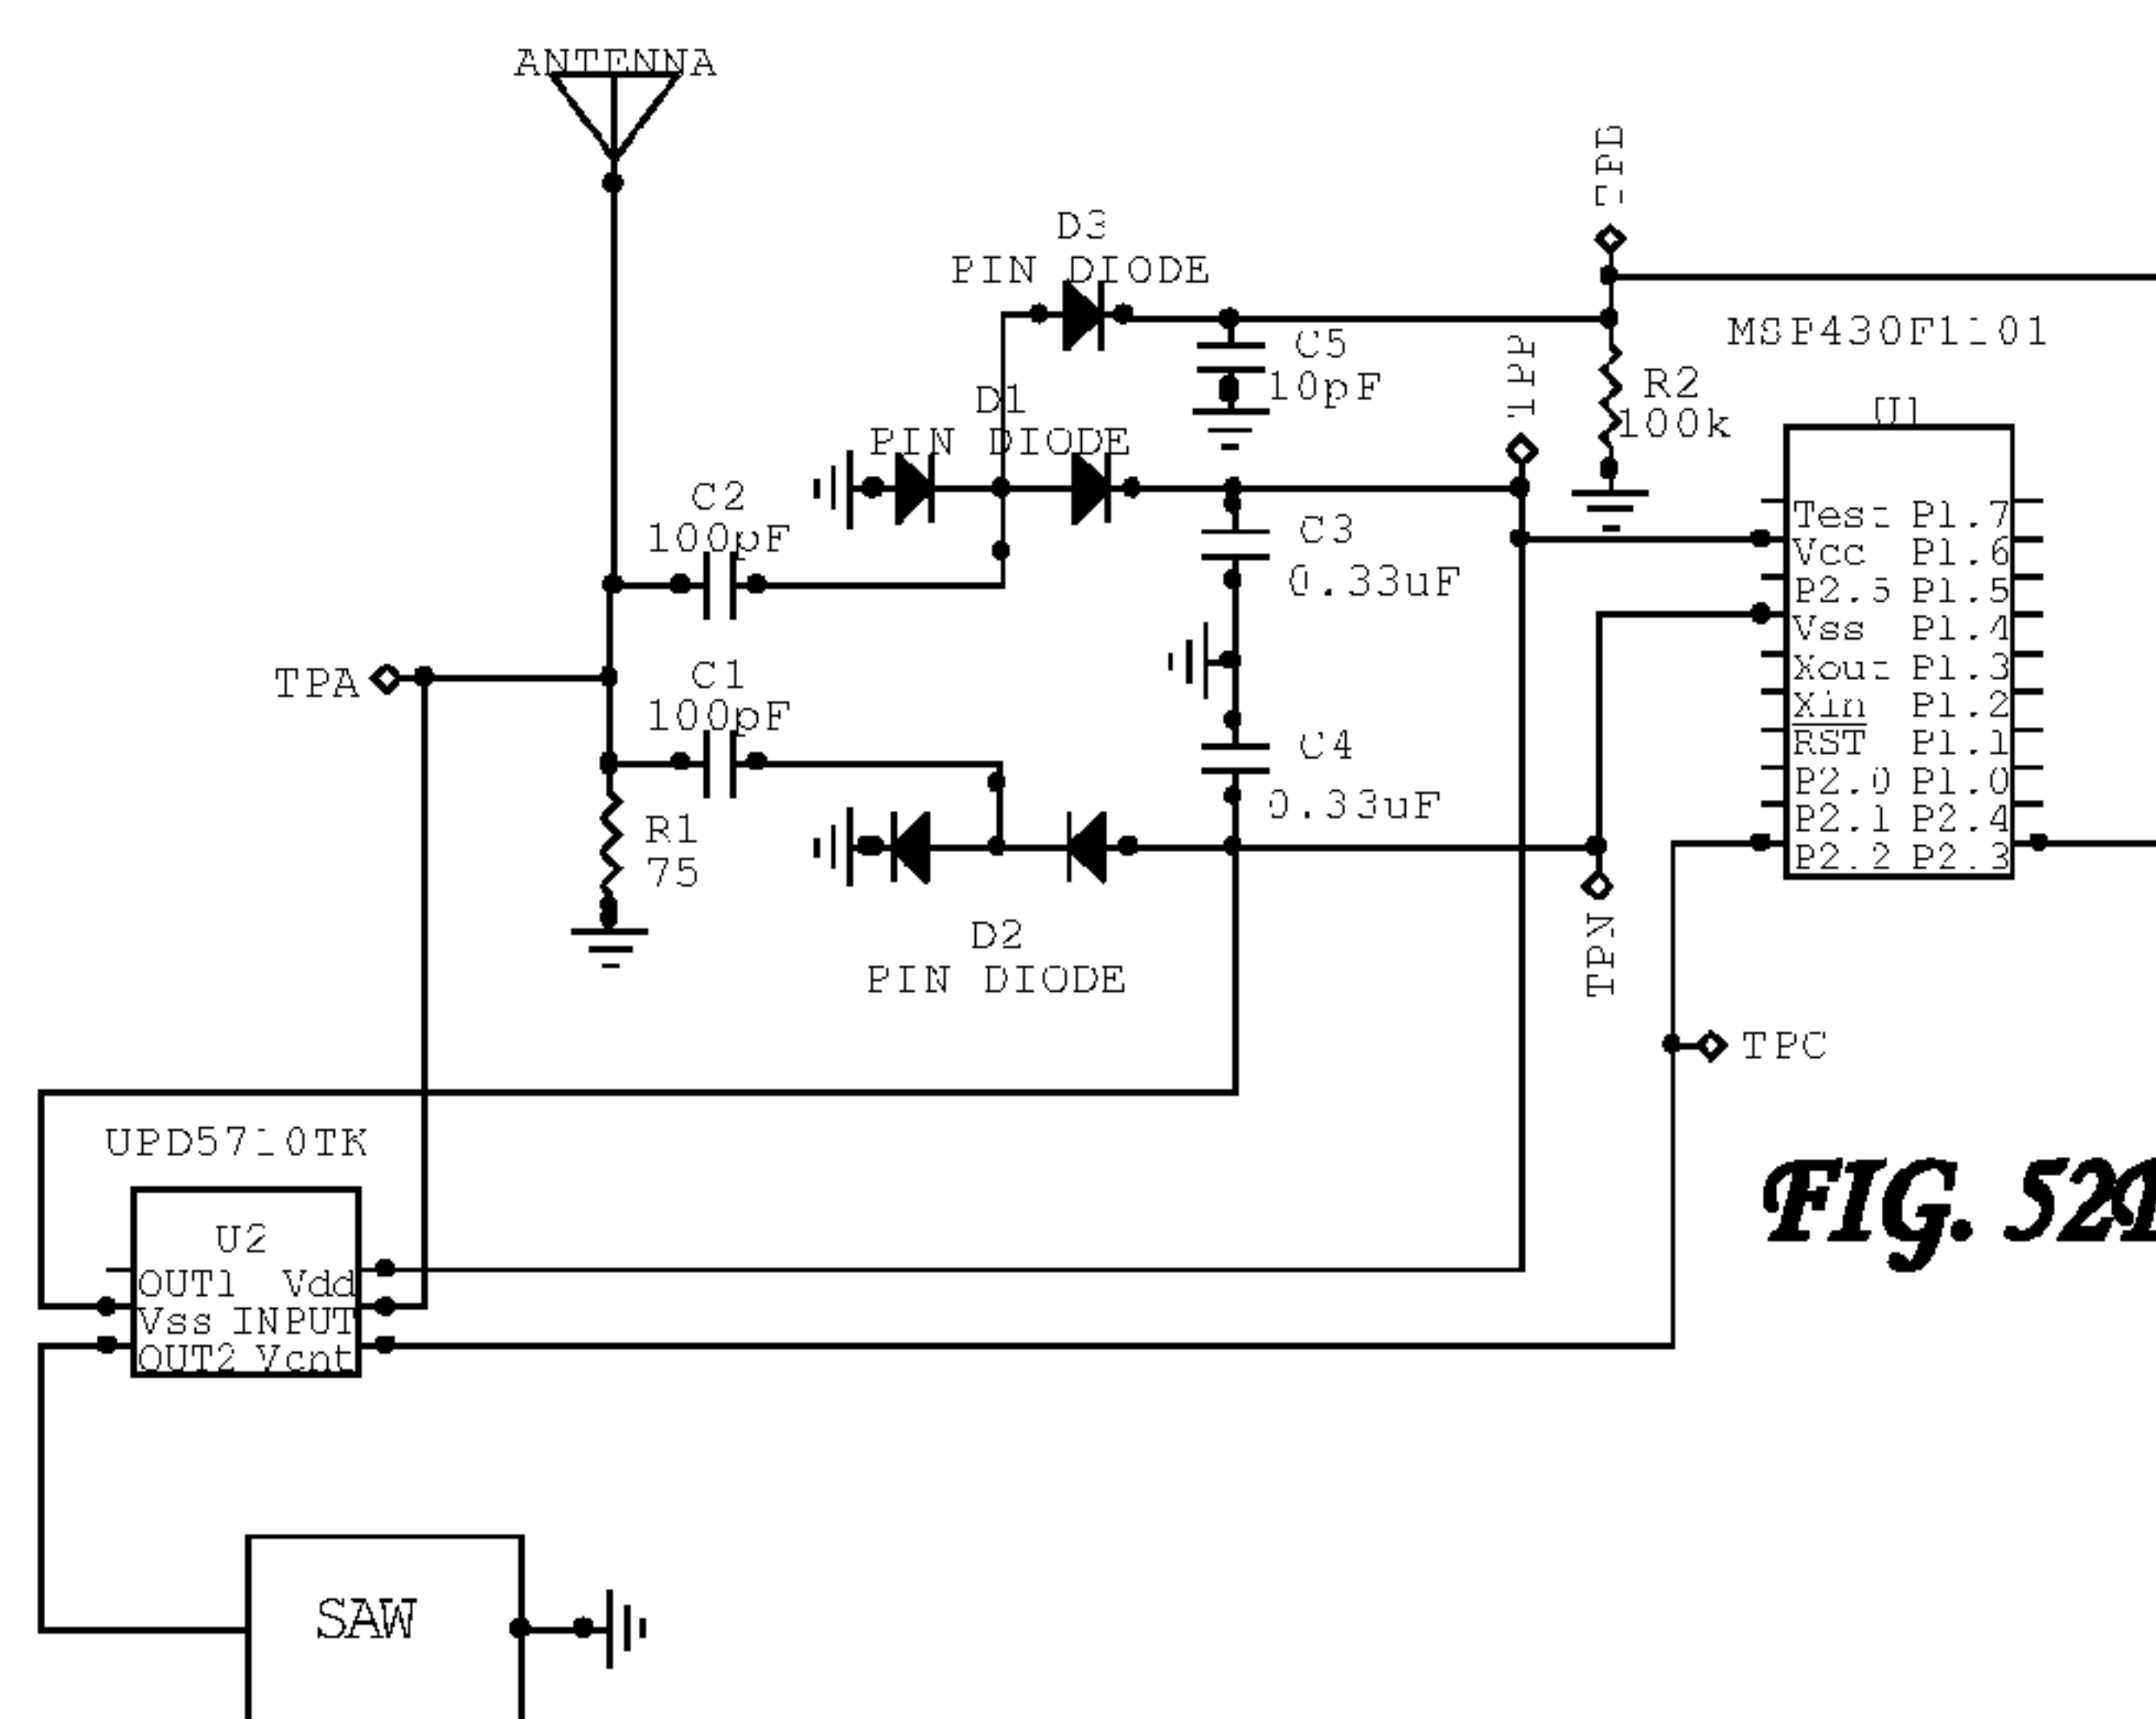 ANTENNA
TPD
D3
PIN DIODE
TPP
C5
10pF
MSP430F1101
R2
100k
D1
PIN DIODE
U1
C2
100pF
C3
0.33uF
Test P1.7
Vcc P1.6
P2.5 P1.5
Vss P1.4
Xout P1.3
Xin P1.2
RST P1.1
P2.0 P1.0
P2.1 P2.4
P2.2 P2.3
TPA
C1
100pF
C4
0.33uF
R1
75
D2
PIN DIODE
TPN
TPC
UPD5710TK
FIG.
U2
OUT1 Vdd
Vss INPUT
OUT2 Vcnt
SAW